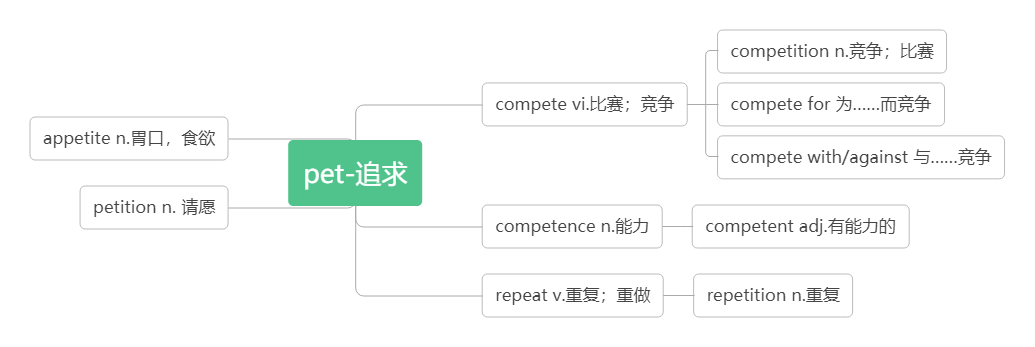 pet-追求
compete vi.比赛；竞争
competition n.竞争；比赛
compete for 为……而竞争
compete with/against 与……竞争
competence n.能力
competent adj.有能力的
repeat v.重复；重做
repetition n.重复
appetite n.胃口，食欲
petition n. 请愿